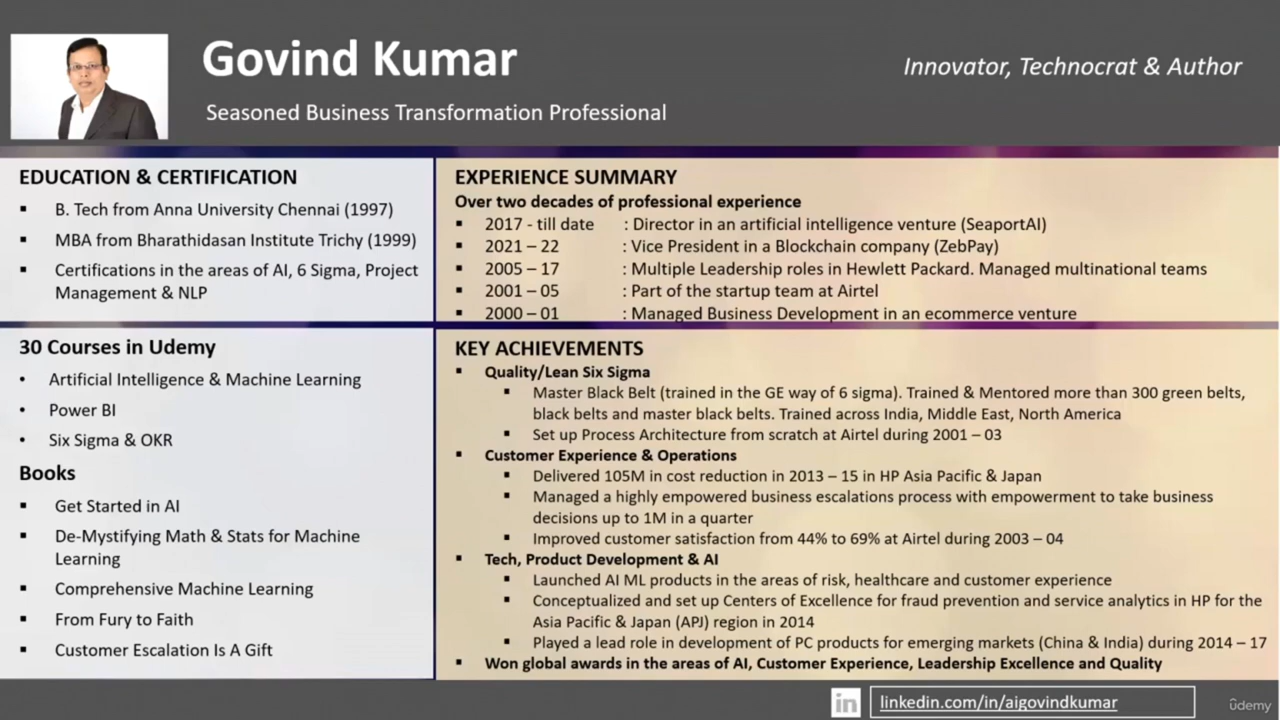 Govind Kumar
Innovator, Technocrat & Author
Seasoned Business Transformation Professional
EDUCATION & CERTIFICATION
▪ B. Tech from Anna University Chennai (1997)
▪ MBA from Bharathidasan Institute Trichy (1999)
▪ Certifications in the areas of AI, 6 Sigma, Project
Management & NLP
EXPERIENCE SUMMARY
Over two decades of professional experience
▪ 2017 - till date : Director in an artificial intelligence venture (SeaportAI)
▪ 2021 – 22 : Vice President in a Blockchain company (ZebPay)
▪ 2005 – 17 : Multiple Leadership roles in Hewlett Packard. Managed multinational teams
▪ 2001 – 05 : Part of the startup team at Airtel
▪ 2000 – 01 : Managed Business Development in an ecommerce venture
30 Courses in Udemy
• Artificial Intelligence & Machine Learning
• Power BI
• Six Sigma & OKR
Books
▪ Get Started in AI
▪ De-Mystifying Math & Stats for Machine
Learning
▪ Comprehensive Machine Learning
▪ From Fury to Faith
▪ Customer Escalation Is A Gift
KEY ACHIEVEMENTS
▪ Quality/Lean Six Sigma
▪ Master Black Belt (trained in the GE way of 6 sigma). Trained & Mentored more than 300 green belts,
black belts and master black belts. Trained across India, Middle East, North America
▪ Set up Process Architecture from scratch at Airtel during 2001 – 03
▪ Customer Experience & Operations
▪ Delivered 105M in cost reduction in 2013 – 15 in HP Asia Pacific & Japan
▪ Managed a highly empowered business escalations process with empowerment to take business
decisions up to 1M in a quarter
▪ Improved customer satisfaction from 44% to 69% at Airtel during 2003 – 04
▪ Tech, Product Development & AI
▪ Launched AI ML products in the areas of risk, healthcare and customer experience
▪ Conceptualized and set up Centers of Excellence for fraud prevention and service analytics in HP for the
Asia Pacific & Japan (APJ) region in 2014
▪ Played a lead role in development of PC products for emerging markets (China & India) during 2014 – 17
▪ Won global awards in the areas of AI, Customer Experience, Leadership Excellence and Quality
in
linkedin.com/in/aigovindkumar
ûdemy